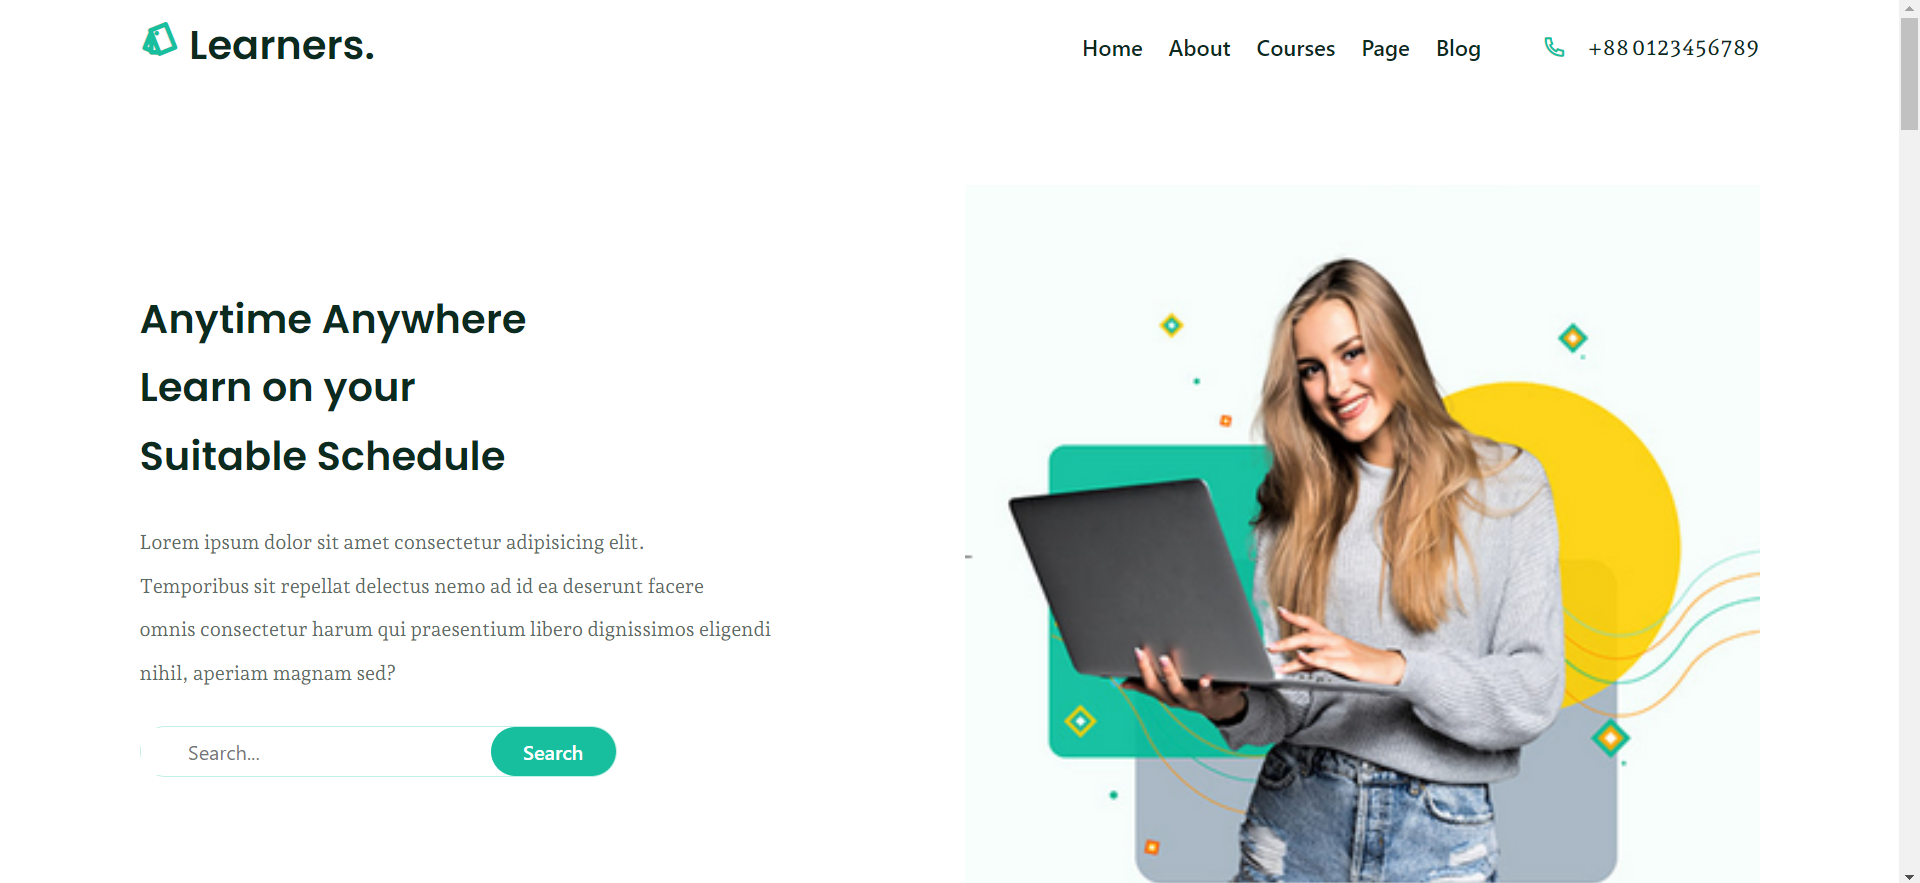 Learners.
Home About Courses Page Blog +88 0123456789
Anytime Anywhere
Learn on your
Suitable Schedule
Lorem ipsum dolor sit amet consectetur adipisicing elit.
Temporibus sit repellat delectus nemo ad id ea deserunt facere
omnis consectetur harum qui praesentium libero dignissimos eligendi
nihil, aperiam magnam sed?
Search... Search